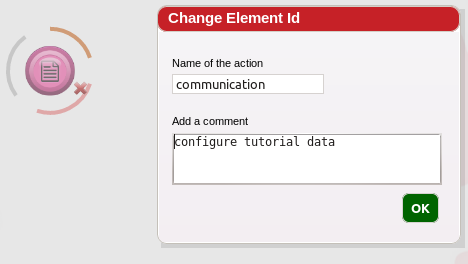 Change Element Id
Name of the action
communication
Add a comment
configure tutorial data
OK